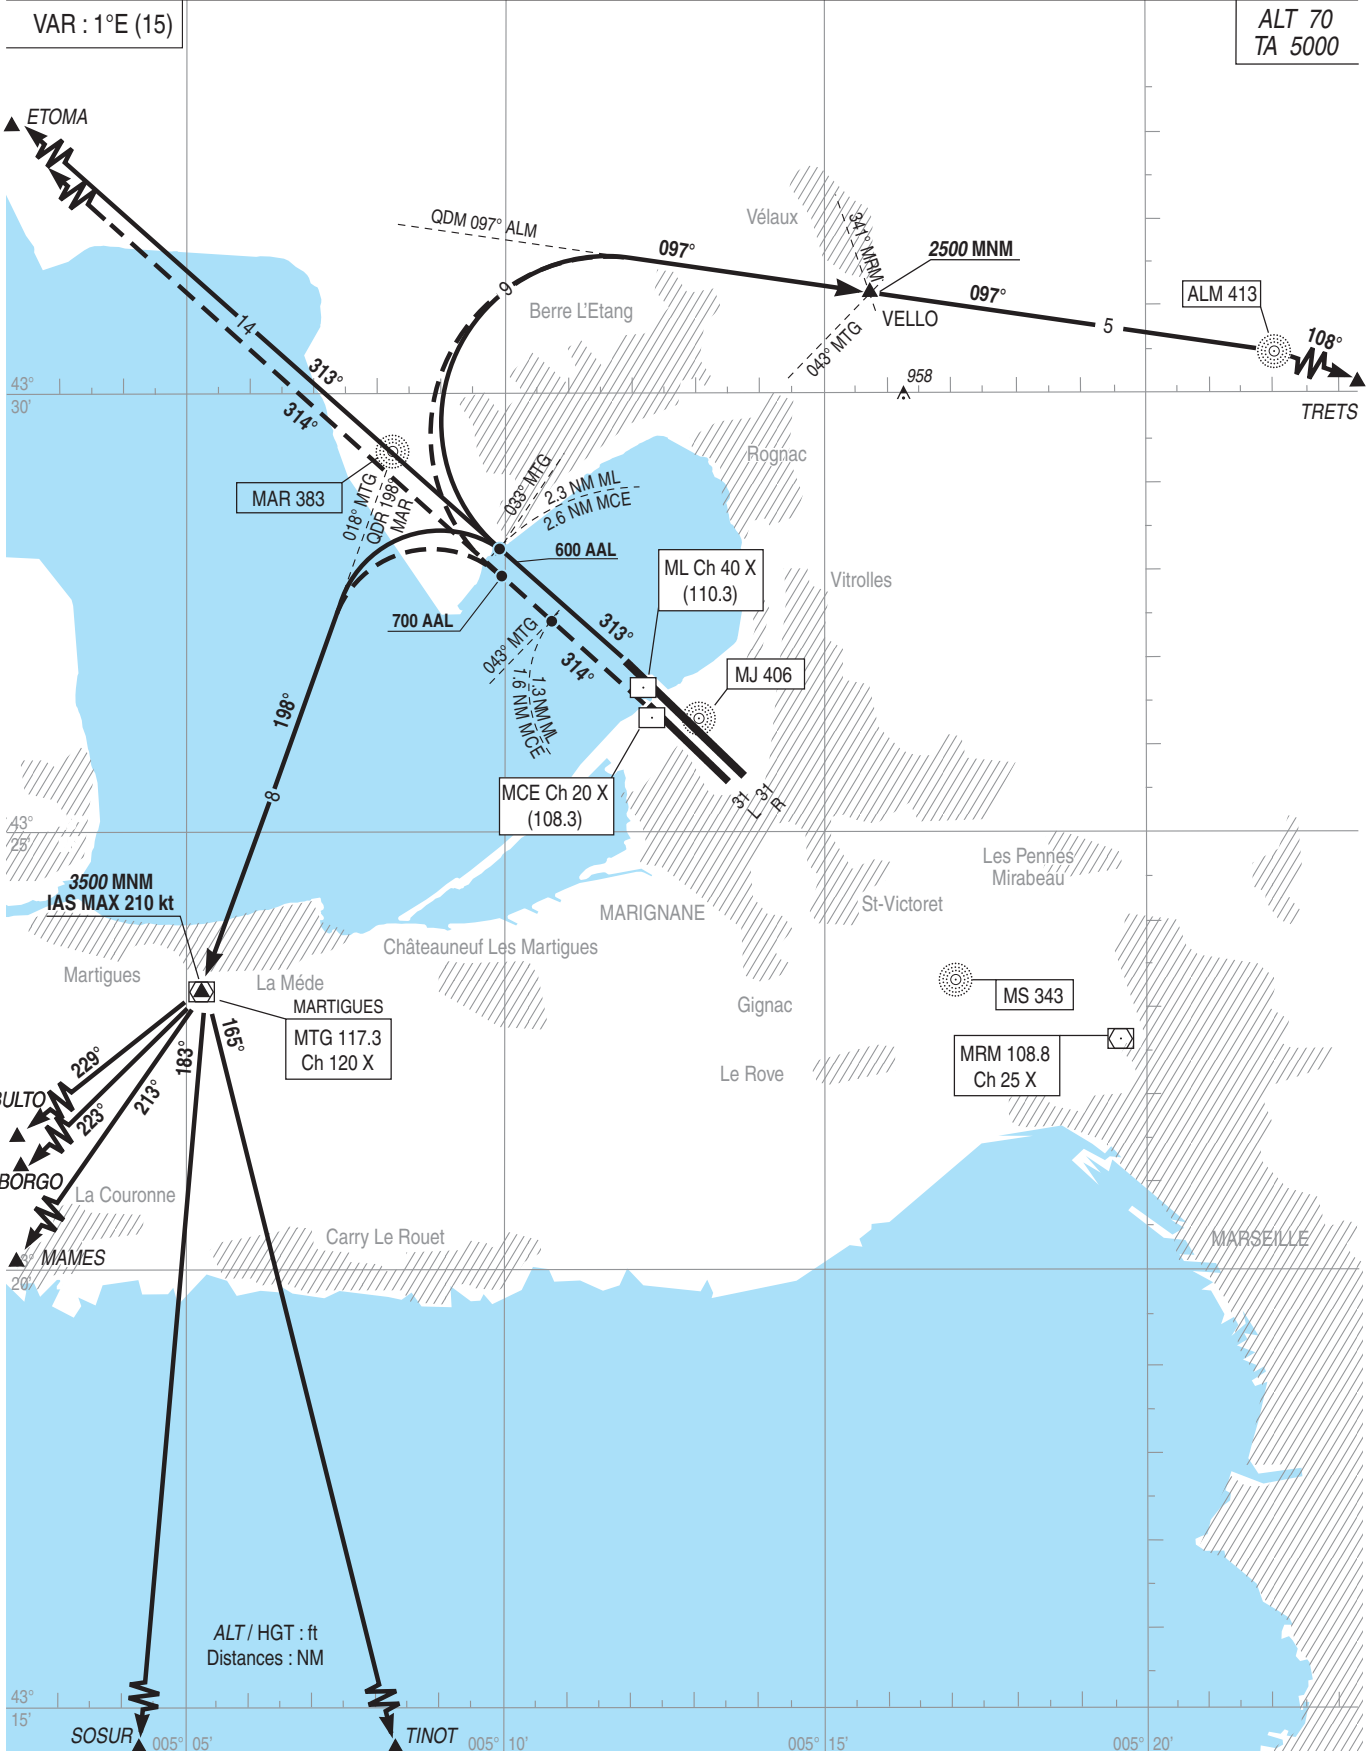 VAR : 1°E (15)
ALT 70
TA 5000
ETOMA
QDM 097° ALM
097°
Vélaux
341° MRM
2500 MNM
097°
ALM 413
VELLO
043° MTG
5
108°
TRETS
958
9
Berre L'Etang
14
313°
314°
43°
30'
MAR 383
018° MTG
QDR 198°
MAR
033° MTG
2.3 NM ML
2.6 NM MCE
Rognac
600 AAL
700 AAL
ML Ch 40 X
(110.3)
Vitrolles
313°
314°
043° MTG
1.3 NM ML
1.6 NM MCE
MJ 406
198°
8
MCE Ch 20 X
(108.3)
31
L
31
R
43°
25'
3500 MNM
IAS MAX 210 kt
Les Pennes
Mirabeau
St-Victoret
MARIGNANE
Châteauneuf Les Martigues
Martigues
La Méde
MARTIGUES
MTG 117.3
Ch 120 X
Gignac
MS 343
MRM 108.8
Ch 25 X
Le Rove
229°
223°
213°
183°
165°
ULTO
BORGO
MAMES
La Couronne
Carry Le Rouet
MARSEILLE
3°
20'
ALT / HGT : ft
Distances : NM
43°
15'
SOSUR
TINOT
005° 05'
005° 10'
005° 15'
005° 20'